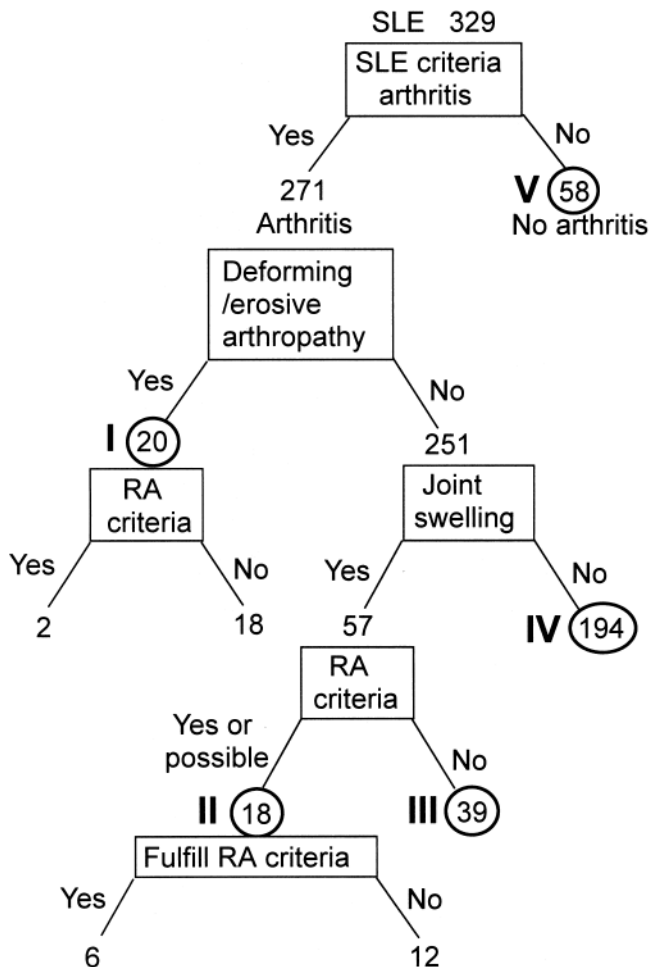 SLE 329
SLE criteria
arthritis
Yes
No
271
V 58
Arthritis
No arthritis
Deforming
/erosive
arthropathy
Yes
No
I 20
251
RA
criteria
Joint
swelling
Yes
No
Yes
No
2
18
57
IV 194
RA
criteria
Yes or
possible
No
II 18
III 39
Fulfill RA criteria
Yes
No
6
12